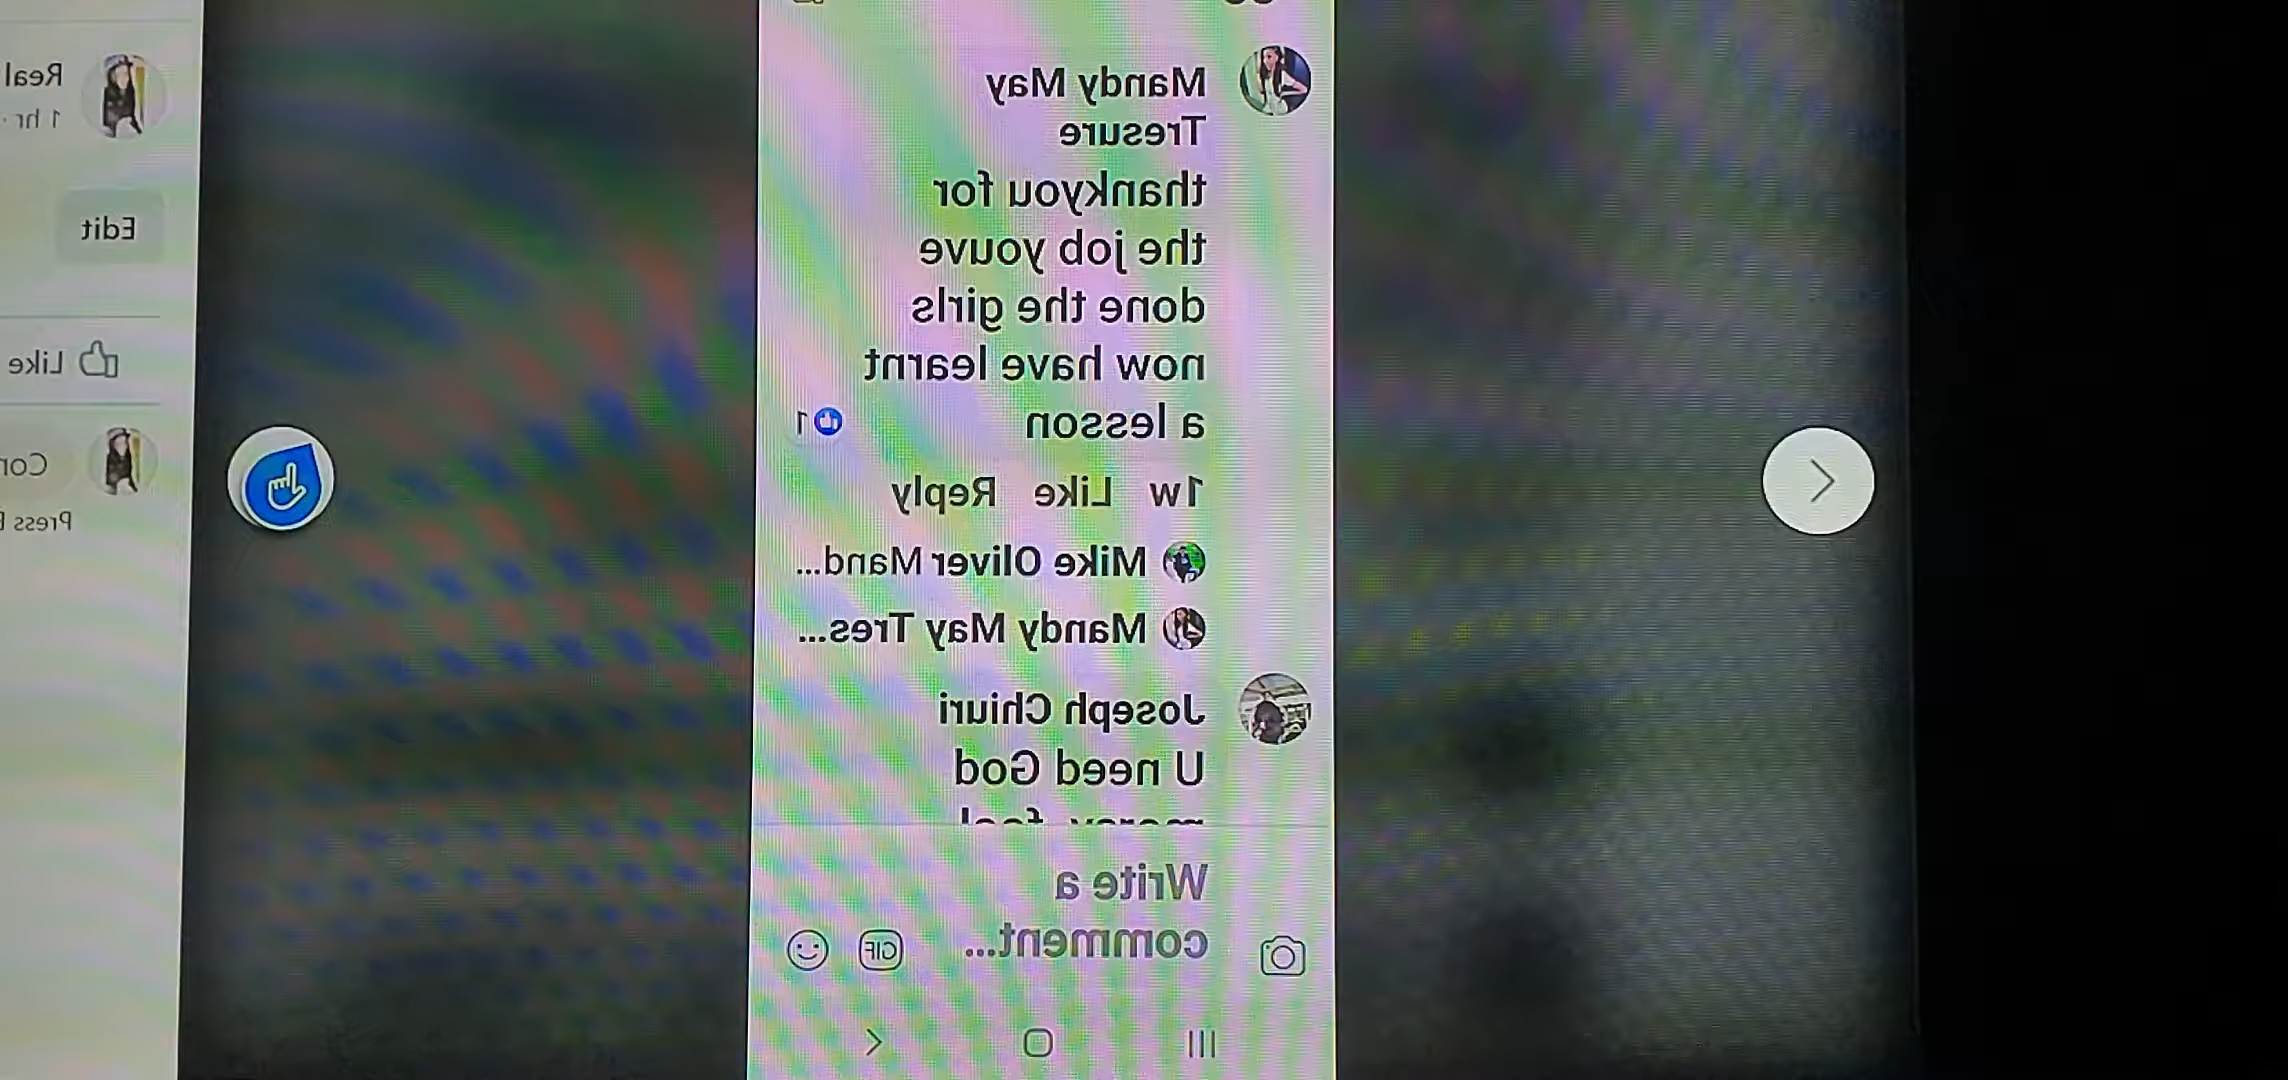 Mandy May
Tresure
thankyou for
the job youve
done the girls
now have learnt
a lesson
1
1w Like Reply
Mike Oliver Mand...
Mandy May Tres...
Joseph Chiuri
U need God
Write a
comment...
GIF
Real
1 hr ·
Edit
Like
Press